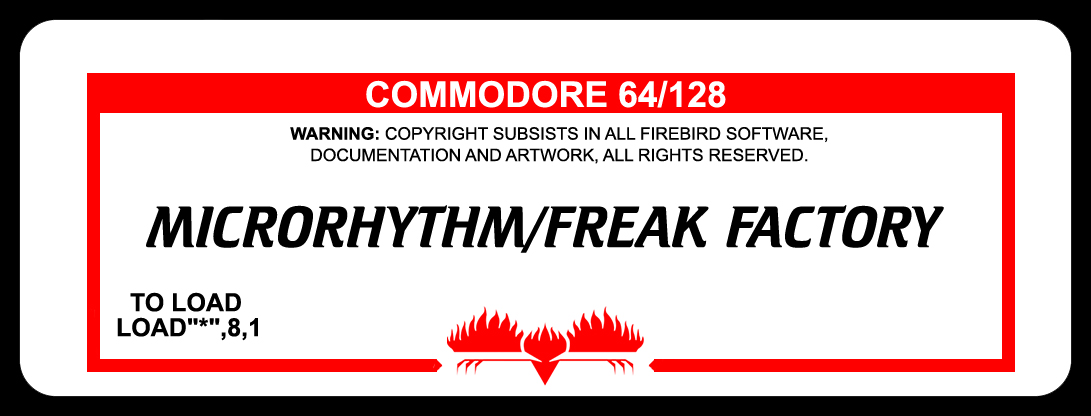 COMMODORE 64/128
WARNING: COPYRIGHT SUBSISTS IN ALL FIREBIRD SOFTWARE,
DOCUMENTATION AND ARTWORK, ALL RIGHTS RESERVED.
MICRORHYTHM/FREAK FACTORY
TO LOAD
LOAD"*",8,1